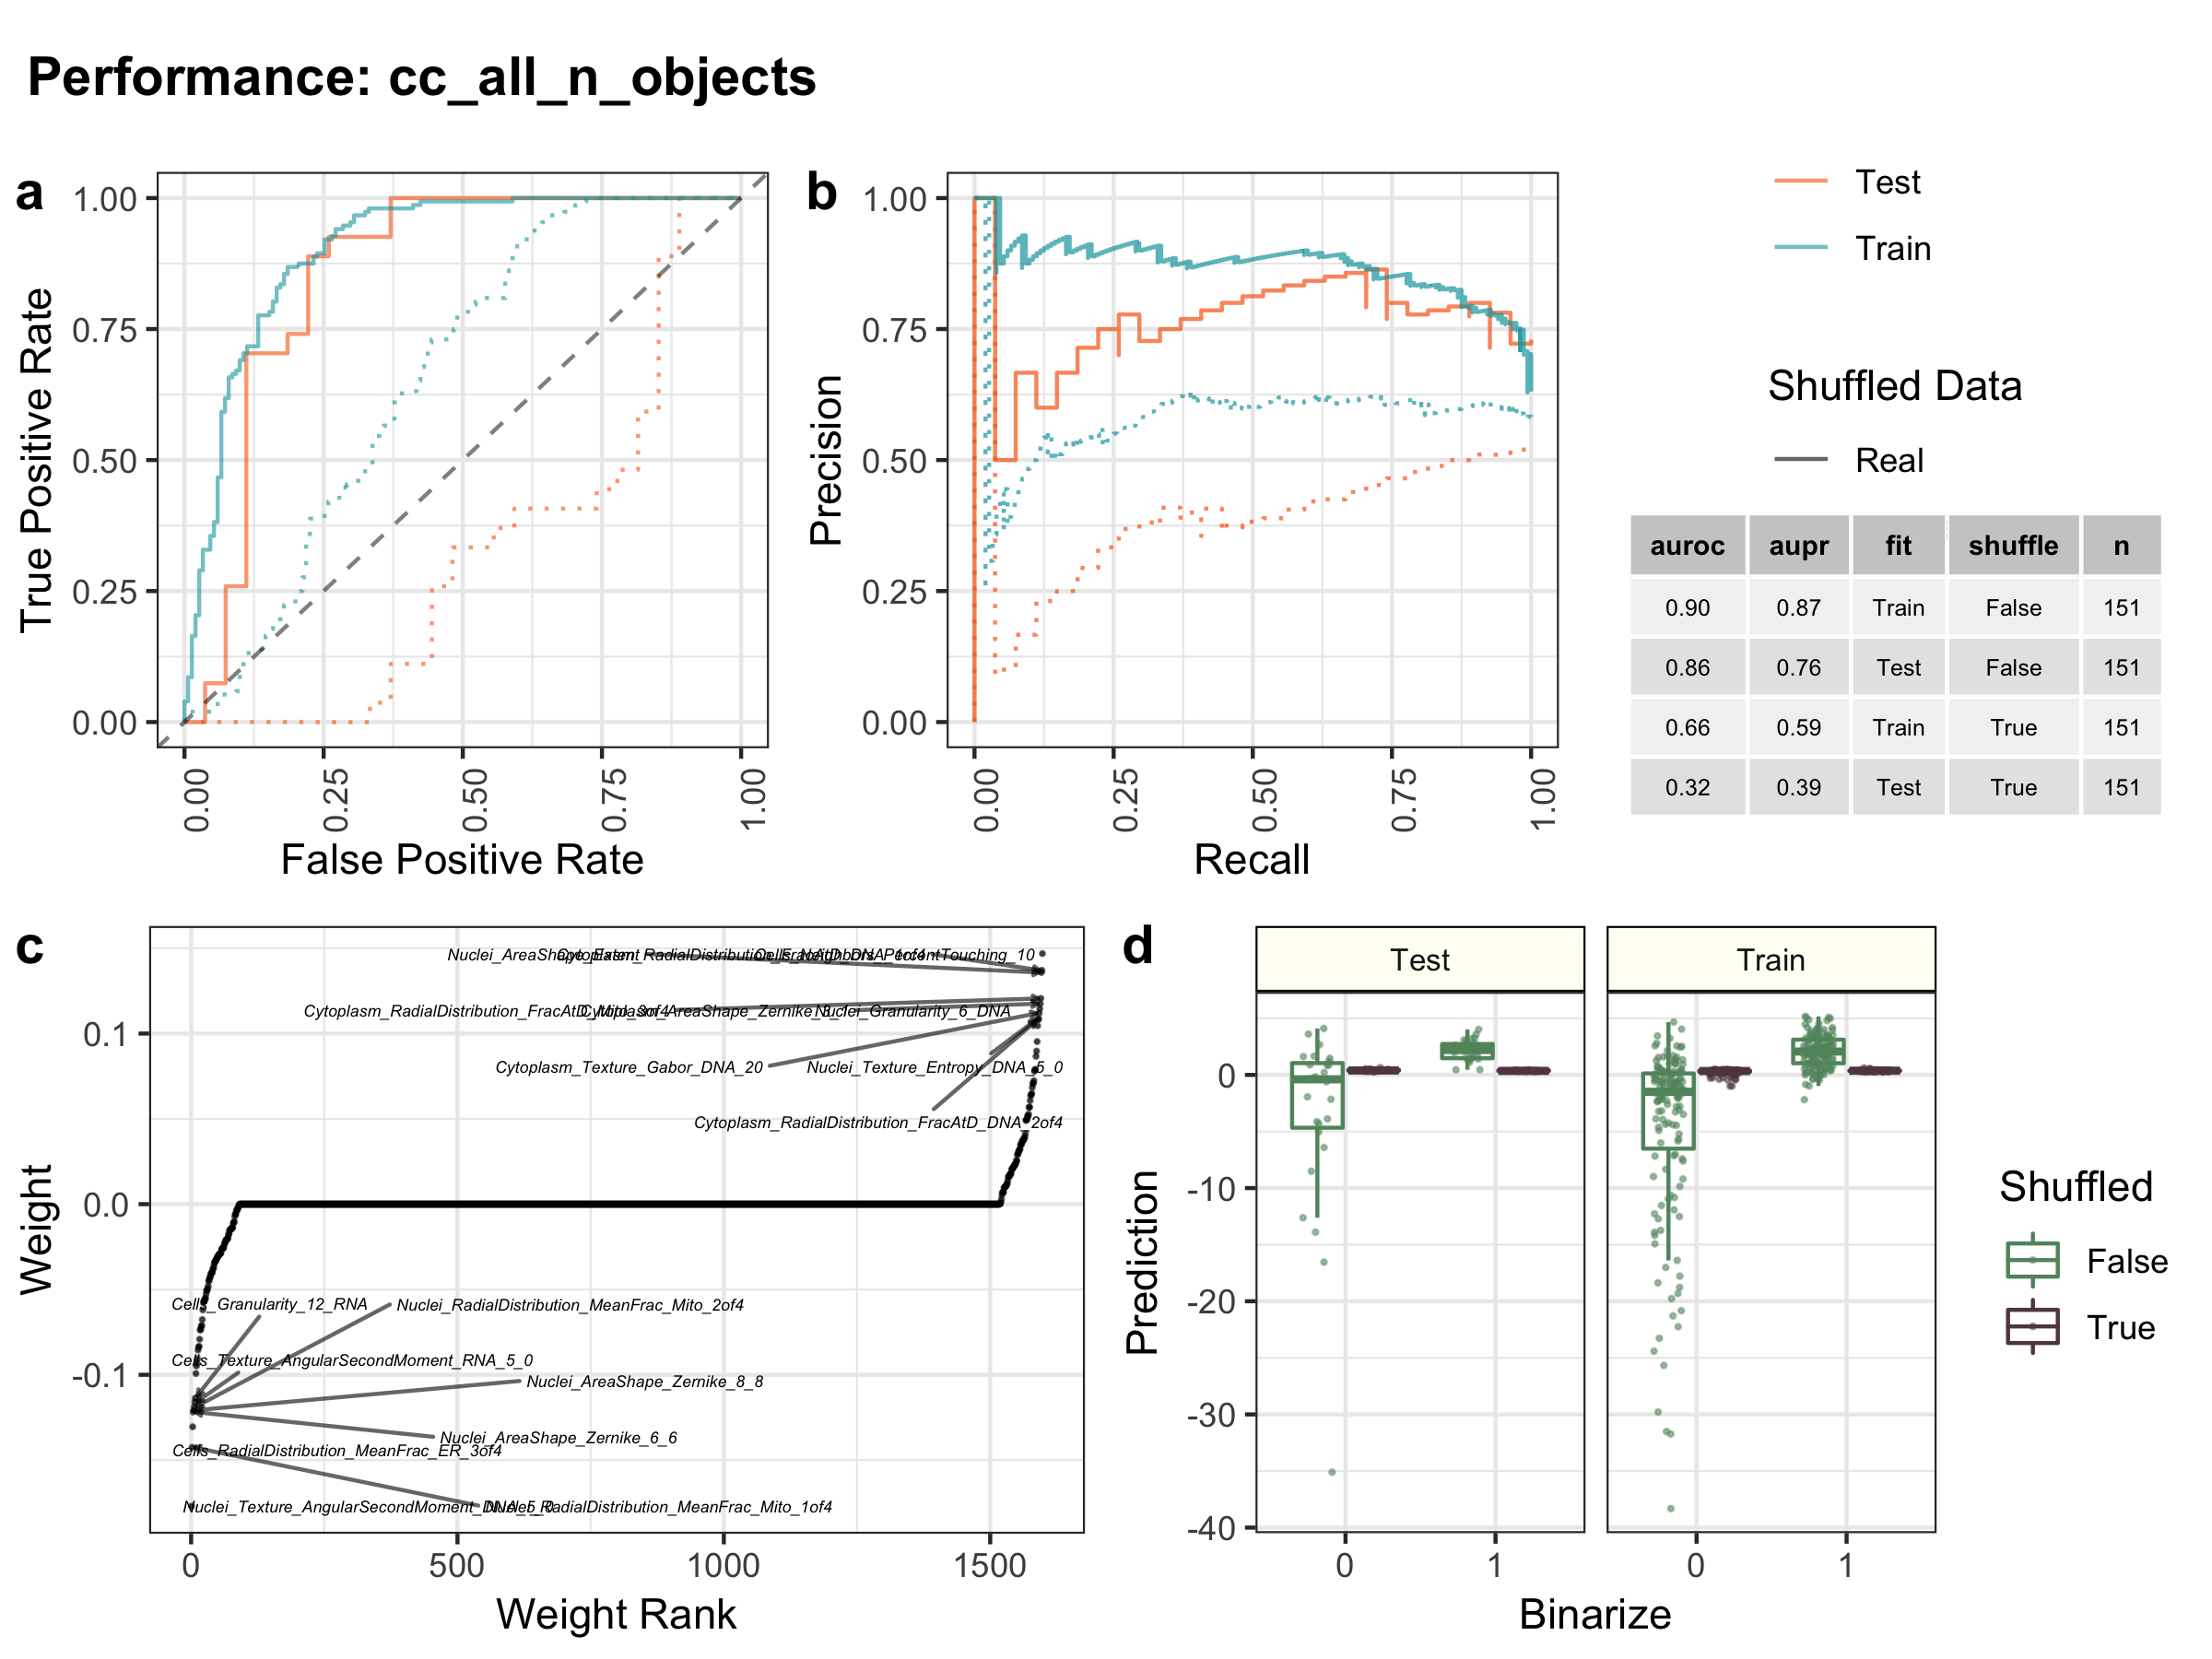 Performance: cc_all_n_objects
a
1.00
0.75
0.50
0.25
0.00
True Positive Rate
0.00
0.25
0.50
0.75
1.00
False Positive Rate
b
1.00
0.75
0.50
0.25
0.00
Precision
0.00
0.25
0.50
0.75
1.00
Recall
Test
Train
Shuffled Data
Real
auroc aupr fit shuffle n
0.90 0.87 Train False 151
0.86 0.76 Test False 151
0.66 0.59 Train True 151
0.32 0.39 Test True 151
c
0.1
0.0
-0.1
Weight
Nuclei_AreaShape_Extent
Cytoplasm_RadialDistribution_FracAtD_DNA_1of4
Cells_Neighbors_PercentTouching_10
Cytoplasm_RadialDistribution_FracAtD_Mito_3of4
Nuclei_Granularity_6_DNA
Cytoplasm_Texture_Gabor_DNA_20
Nuclei_Texture_Entropy_DNA_5_0
Cytoplasm_RadialDistribution_FracAtD_DNA_2of4
Cells_Granularity_12_RNA
Nuclei_RadialDistribution_MeanFrac_Mito_2of4
Cells_Texture_AngularSecondMoment_RNA_5_0
Nuclei_AreaShape_Zernike_8_8
Nuclei_AreaShape_Zernike_6_6
Cells_RadialDistribution_MeanFrac_ER_3of4
Nuclei_Texture_AngularSecondMoment_DNA_5_0
Nuclei_RadialDistribution_MeanFrac_Mito_1of4
0
500
1000
1500
Weight Rank
d
Test
Train
0
-10
-20
-30
-40
Prediction
0
1
0
1
Binarize
Shuffled
False
True